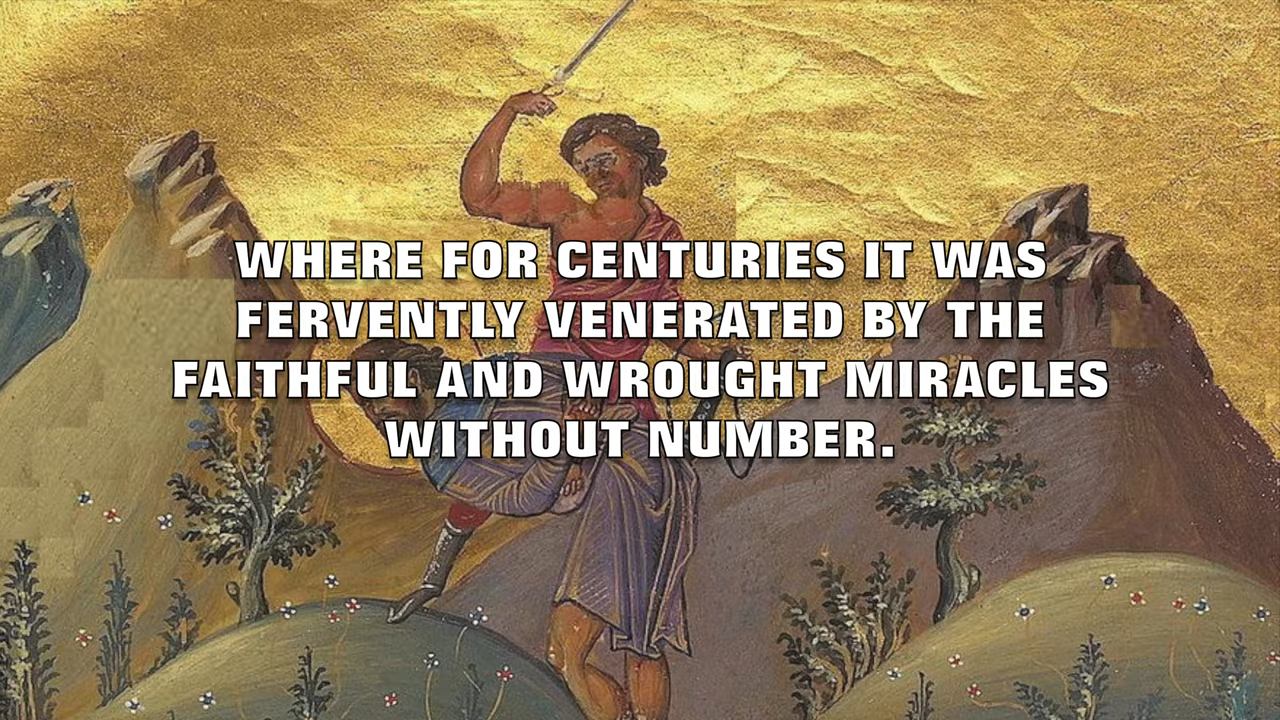 WHERE FOR CENTURIES IT WAS
FERVENTLY VENERATED BY THE
FAITHFUL AND WROUGHT MIRACLES
WITHOUT NUMBER.